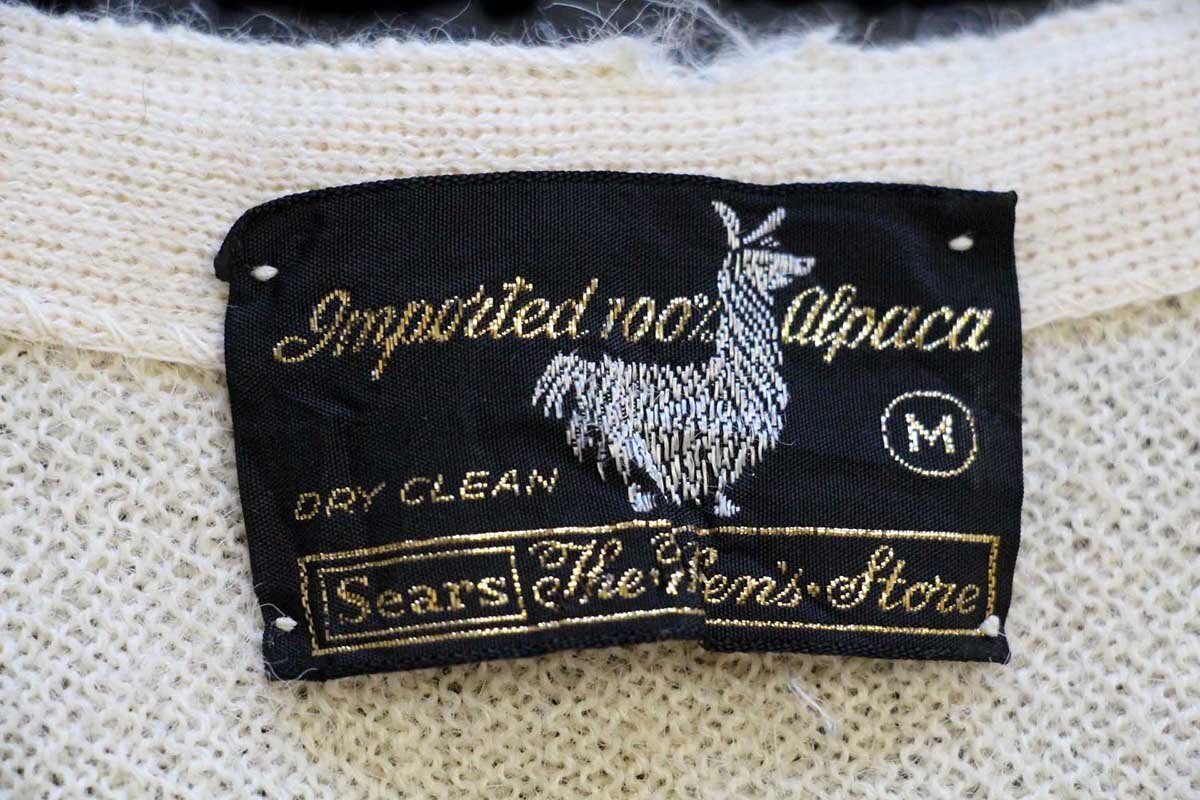 Imported 100% Alpaca
M
DRY CLEAN
Sears The · Men's · Store